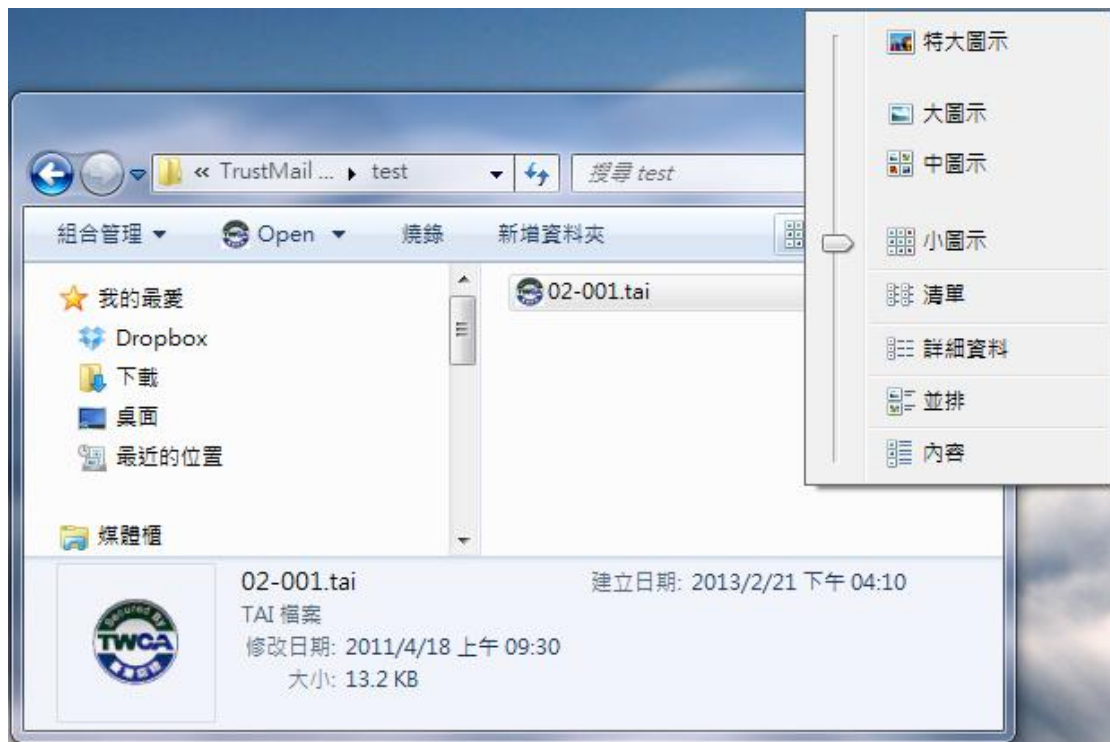 « TrustMail ... test
搜尋 test
組合管理
Open
燒錄
新增資料夾
我的最愛
Dropbox
下載
桌面
最近的位置
媒體櫃
02-001.tai
特大圖示
大圖示
中圖示
小圖示
清單
詳細資料
並排
內容
02-001.tai
建立日期: 2013/2/21 下午 04:10
TAI 檔案
修改日期: 2011/4/18 上午 09:30
大小: 13.2 KB
Secured By
TWCA